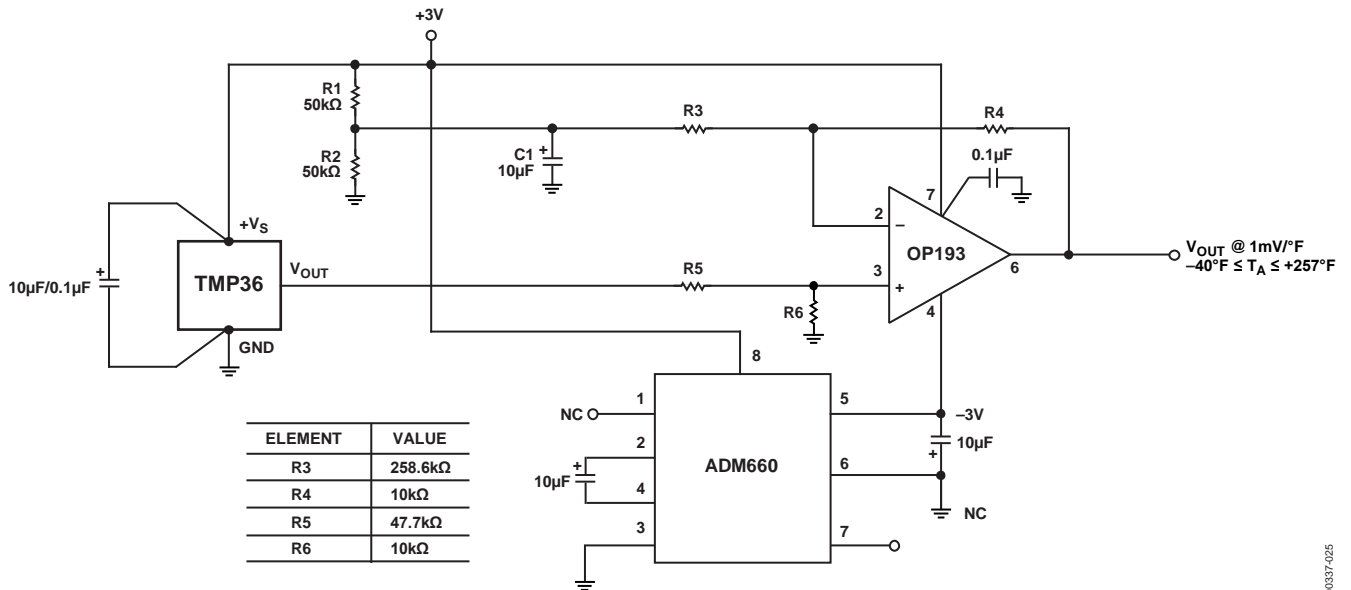 +3V
R1
50kΩ
R3
R4
R2
50kΩ
C1
10µF
+
0.1µF
+VS
7
2
–
OP193
6
VOUT @ 1mV/°F
–40°F ≤ TA ≤ +257°F
10µF/0.1µF
+
TMP36
VOUT
R5
3
+
R6
4
GND
8
NC
1
5
–3V
ELEMENT VALUE
R3 258.6kΩ
R4 10kΩ
R5 47.7kΩ
R6 10kΩ
2
10µF
+
4
ADM660
10µF
+
6
NC
3
7
0337-025